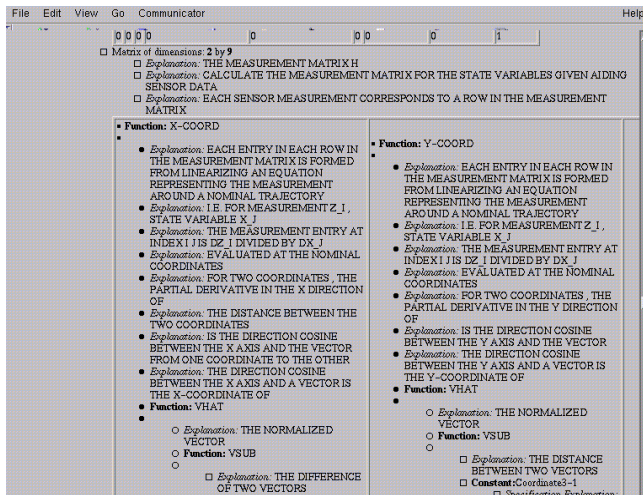 File Edit View Go Communicator Help
0 0 0 0 0 0 0 0 1
Matrix of dimensions: 2 by 9
Explanation: THE MEASUREMENT MATRIX H
Explanation: CALCULATE THE MEASUREMENT MATRIX FOR THE STATE VARIABLES GIVEN AIDING
SENSOR DATA
Explanation: EACH SENSOR MEASUREMENT CORRESPONDS TO A ROW IN THE MEASUREMENT
MATRIX
Function: X-COORD
Explanation: EACH ENTRY IN EACH ROW IN
THE MEASUREMENT MATRIX IS FORMED
FROM LINEARIZING AN EQUATION
REPRESENTING THE MEASUREMENT
AROUND A NOMINAL TRAJECTORY
Explanation: I.E. FOR MEASUREMENT Z_I ,
STATE VARIABLE X_J
Explanation: THE MEASUREMENT ENTRY AT
INDEX I J IS DZ_I DIVIDED BY DX_J
Explanation: EVALUATED AT THE NOMINAL
COORDINATES
Explanation: FOR TWO COORDINATES , THE
PARTIAL DERIVATIVE IN THE X DIRECTION
OF
Explanation: THE DISTANCE BETWEEN THE
TWO COORDINATES
Explanation: IS THE DIRECTION COSINE
BETWEEN THE X AXIS AND THE VECTOR
FROM ONE COORDINATE TO THE OTHER
Explanation: THE DIRECTION COSINE
BETWEEN THE X AXIS AND A VECTOR IS
THE X-COORDINATE OF
Function: VHAT
Explanation: THE NORMALIZED
VECTOR
Function: VSUB
Explanation: THE DIFFERENCE
OF TWO VECTORS
Function: Y-COORD
Explanation: EACH ENTRY IN EACH ROW IN
THE MEASUREMENT MATRIX IS FORMED
FROM LINEARIZING AN EQUATION
REPRESENTING THE MEASUREMENT
AROUND A NOMINAL TRAJECTORY
Explanation: I.E. FOR MEASUREMENT Z_I ,
STATE VARIABLE X_J
Explanation: THE MEASUREMENT ENTRY AT
INDEX I J IS DZ_I DIVIDED BY DX_J
Explanation: EVALUATED AT THE NOMINAL
COORDINATES
Explanation: FOR TWO COORDINATES , THE
PARTIAL DERIVATIVE IN THE Y DIRECTION
OF
Explanation: IS THE DIRECTION COSINE
BETWEEN THE Y AXIS AND THE VECTOR
Explanation: THE DIRECTION COSINE
BETWEEN THE Y AXIS AND A VECTOR IS
THE Y-COORDINATE OF
Function: VHAT
Explanation: THE NORMALIZED
VECTOR
Function: VSUB
Explanation: THE DISTANCE
BETWEEN TWO VECTORS
Constant:Coordinate3-1
Specification Explanation